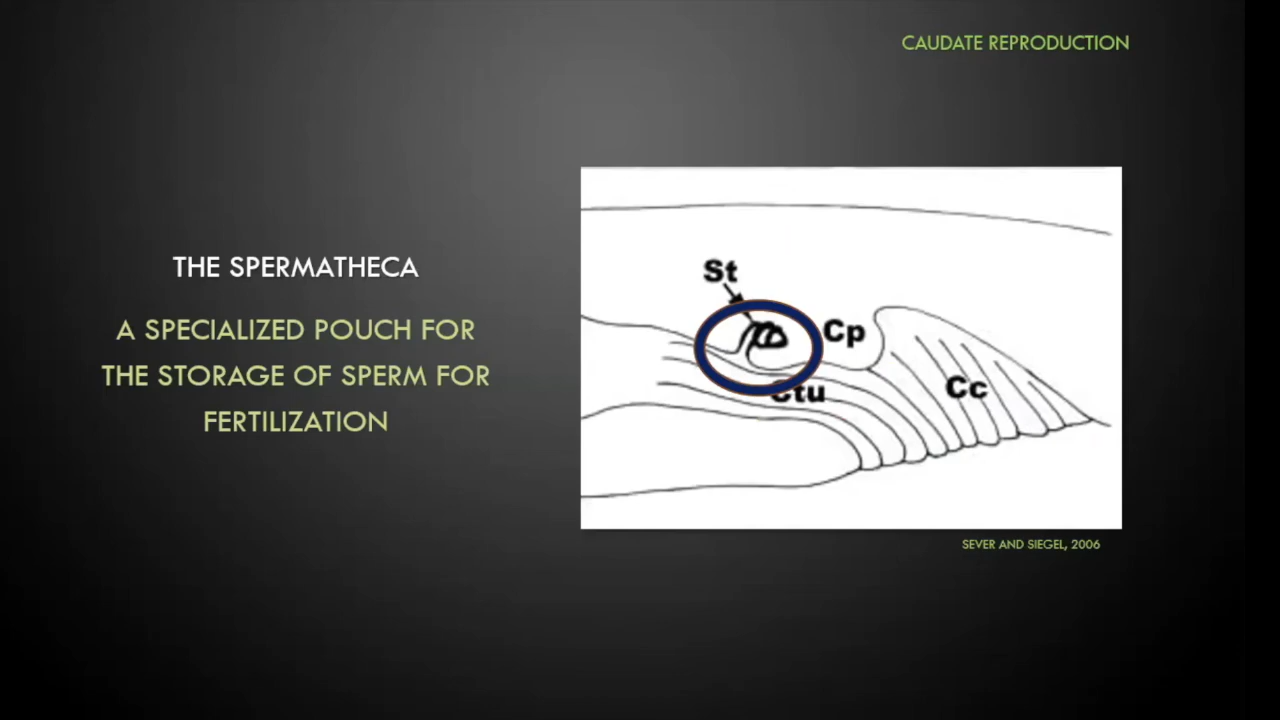 CAUDATE REPRODUCTION
THE SPERMATHECA
A SPECIALIZED POUCH FOR
THE STORAGE OF SPERM FOR
FERTILIZATION
St
Cp
Cc
Ctu
SEVER AND SIEGEL, 2006